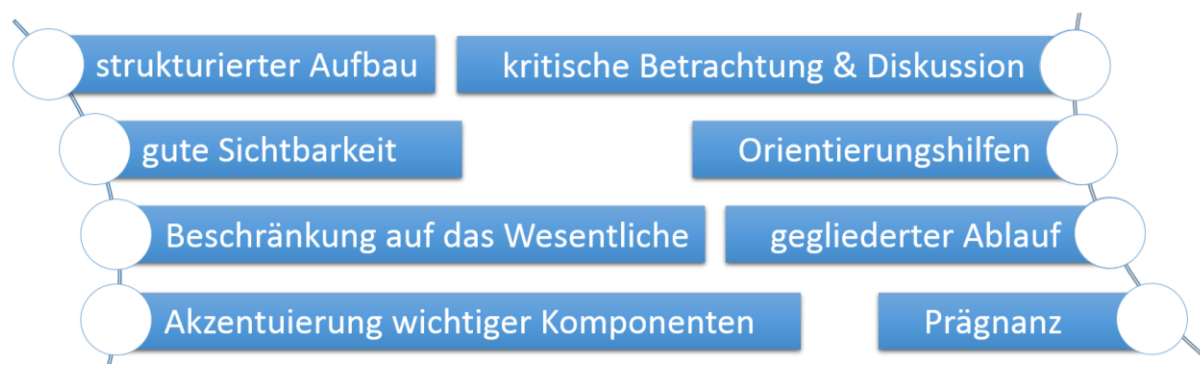 strukturierter Aufbau
kritische Betrachtung & Diskussion
gute Sichtbarkeit
Orientierungshilfen
Beschränkung auf das Wesentliche
gegliederter Ablauf
Akzentuierung wichtiger Komponenten
Prägnanz